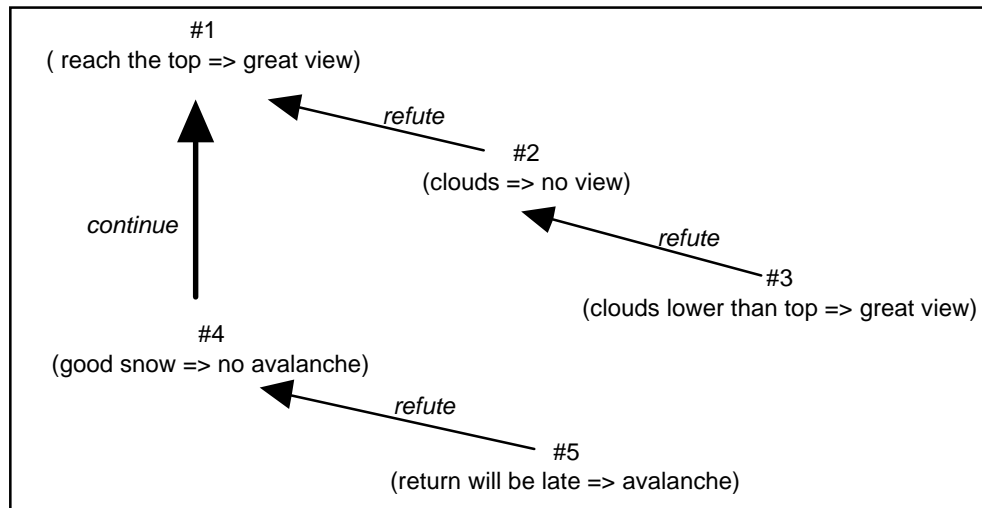 #1
( reach the top => great view)
refute
#2
(clouds => no view)
continue
refute
#3
(clouds lower than top => great view)
#4
(good snow => no avalanche)
refute
#5
(return will be late => avalanche)